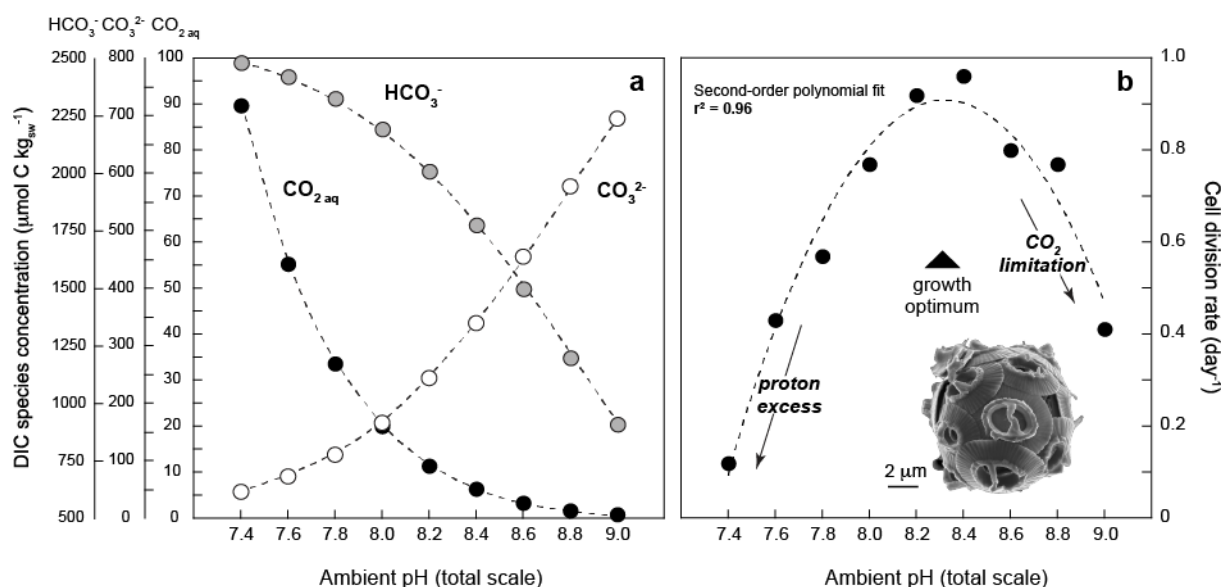 HCO₃⁻ CO₃²⁻ CO₂ aq
2500 800 100
90
2250 700
80
600
2000 70
500 60
1750
50
400
1500 40
300
1250 30
200
1000 20
100
750 10
500 0 0
DIC species concentration (μmol C kg⁻¹sw)
a
HCO₃⁻
CO₂ aq
CO₃²⁻
7.4 7.6 7.8 8.0 8.2 8.4 8.6 8.8 9.0
Ambient pH (total scale)
b
Second-order polynomial fit
r² = 0.96
CO₂
limitation
growth
optimum
proton
excess
2 μm
1.0
0.8
0.6
0.4
0.2
0
Cell division rate (day⁻¹)
7.4 7.6 7.8 8.0 8.2 8.4 8.6 8.8 9.0
Ambient pH (total scale)